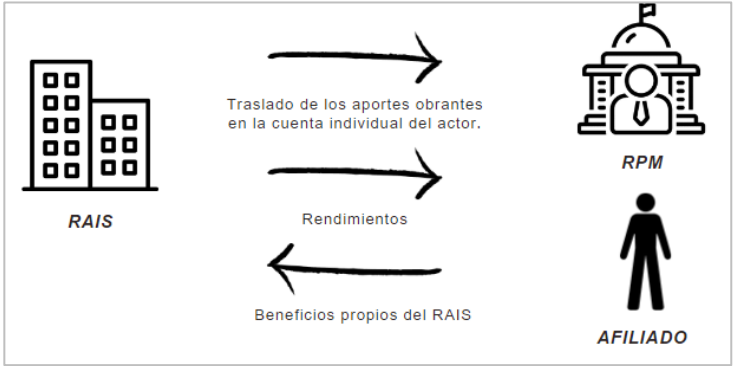 Traslado de los aportes obrantes
en la cuenta individual del actor.
RPM
RAIS
Rendimientos
Beneficios propios del RAIS
AFILIADO